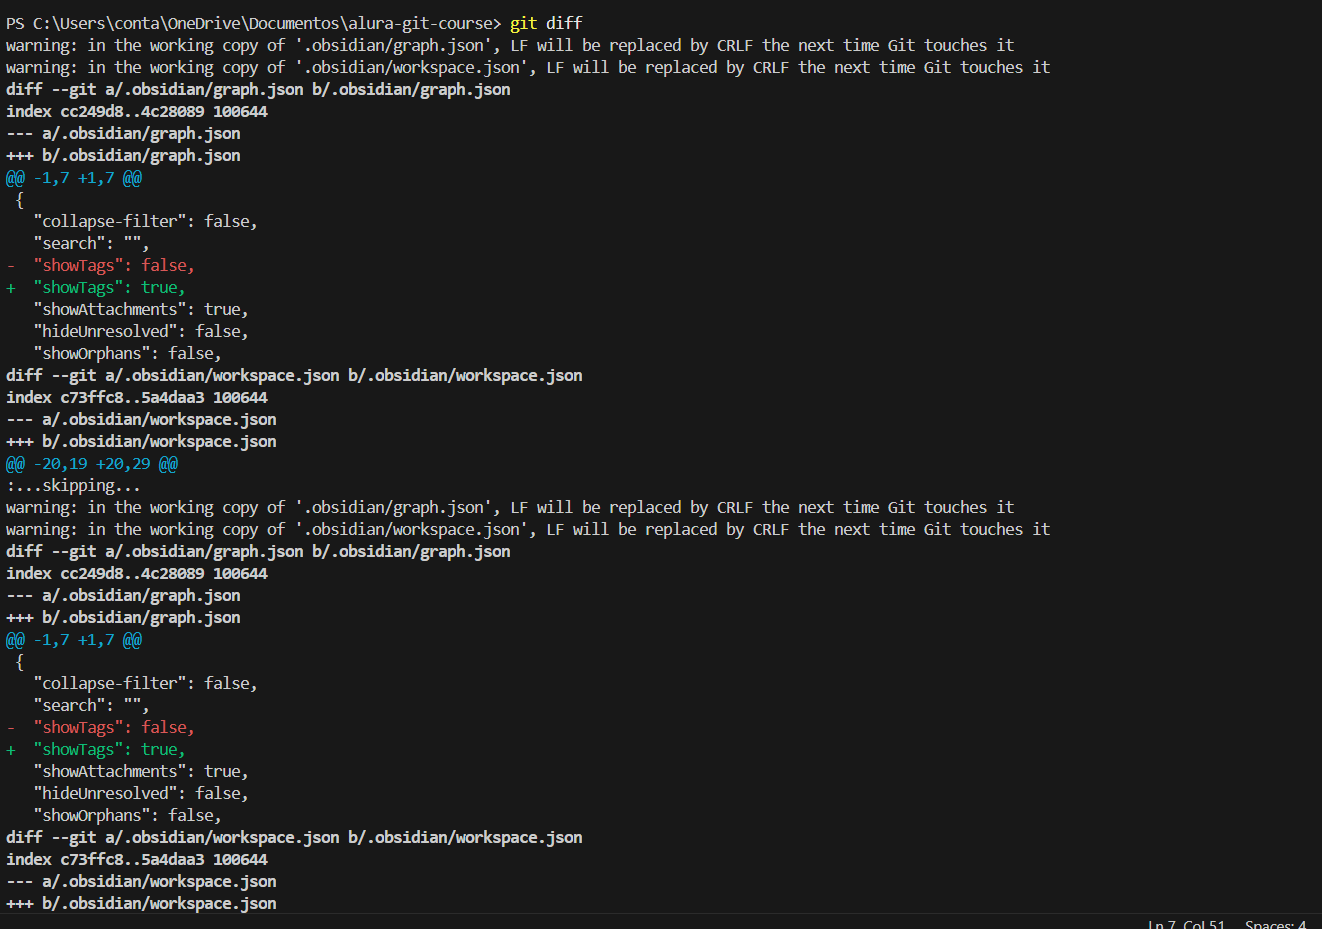 PS C:\Users\conta\OneDrive\Documentos\alura-git-course> git diff
warning: in the working copy of '.obsidian/graph.json', LF will be replaced by CRLF the next time Git touches it
warning: in the working copy of '.obsidian/workspace.json', LF will be replaced by CRLF the next time Git touches it
diff --git a/.obsidian/graph.json b/.obsidian/graph.json
index cc249d8..4c28089 100644
--- a/.obsidian/graph.json
+++ b/.obsidian/graph.json
@@ -1,7 +1,7 @@
 {
   "collapse-filter": false,
   "search": "",
-  "showTags": false,
+  "showTags": true,
   "showAttachments": true,
   "hideUnresolved": false,
   "showOrphans": false,
diff --git a/.obsidian/workspace.json b/.obsidian/workspace.json
index c73ffc8..5a4daa3 100644
--- a/.obsidian/workspace.json
+++ b/.obsidian/workspace.json
@@ -20,19 +20,29 @@
:...skipping...
warning: in the working copy of '.obsidian/graph.json', LF will be replaced by CRLF the next time Git touches it
warning: in the working copy of '.obsidian/workspace.json', LF will be replaced by CRLF the next time Git touches it
diff --git a/.obsidian/graph.json b/.obsidian/graph.json
index cc249d8..4c28089 100644
--- a/.obsidian/graph.json
+++ b/.obsidian/graph.json
@@ -1,7 +1,7 @@
 {
   "collapse-filter": false,
   "search": "",
-  "showTags": false,
+  "showTags": true,
   "showAttachments": true,
   "hideUnresolved": false,
   "showOrphans": false,
diff --git a/.obsidian/workspace.json b/.obsidian/workspace.json
index c73ffc8..5a4daa3 100644
--- a/.obsidian/workspace.json
+++ b/.obsidian/workspace.json
Ln 7, Col 51 Spaces: 4